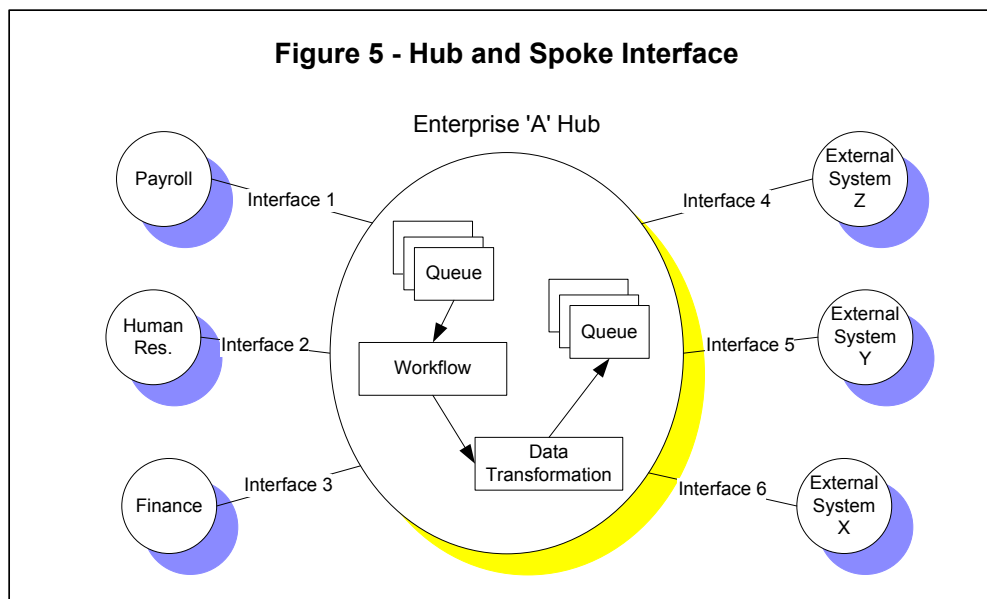 Figure 5 - Hub and Spoke Interface
Enterprise 'A' Hub
Payroll
Interface 1
Human
Res.
Interface 2
Finance
Interface 3
Queue
Workflow
Data
Transformation
Queue
Interface 4
External
System
Z
Interface 5
External
System
Y
Interface 6
External
System
X